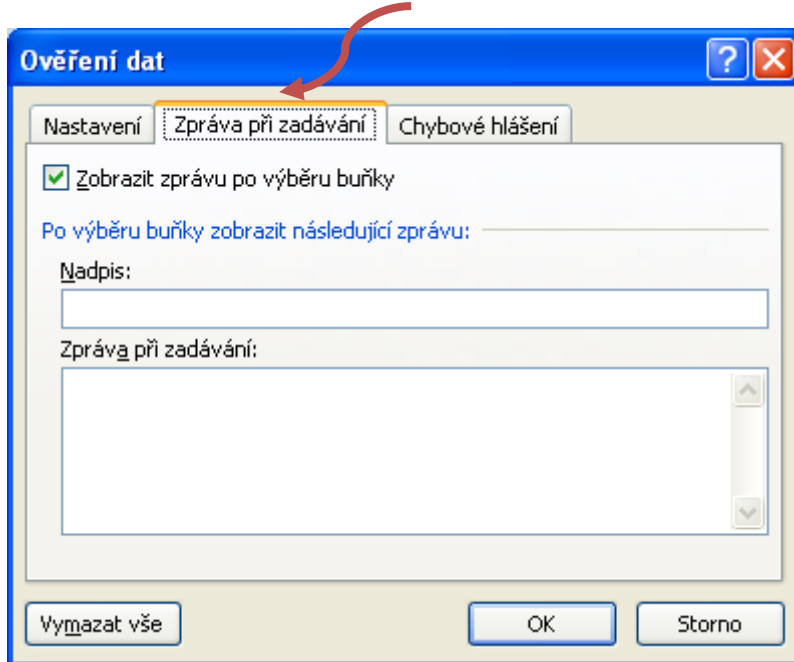 Ověření dat
Nastavení Zpráva při zadávání Chybové hlášení
Zobrazit zprávu po výběru buňky
Po výběru buňky zobrazit následující zprávu:
Nadpis:
Zpráva při zadávání:
Vymazat vše OK Storno